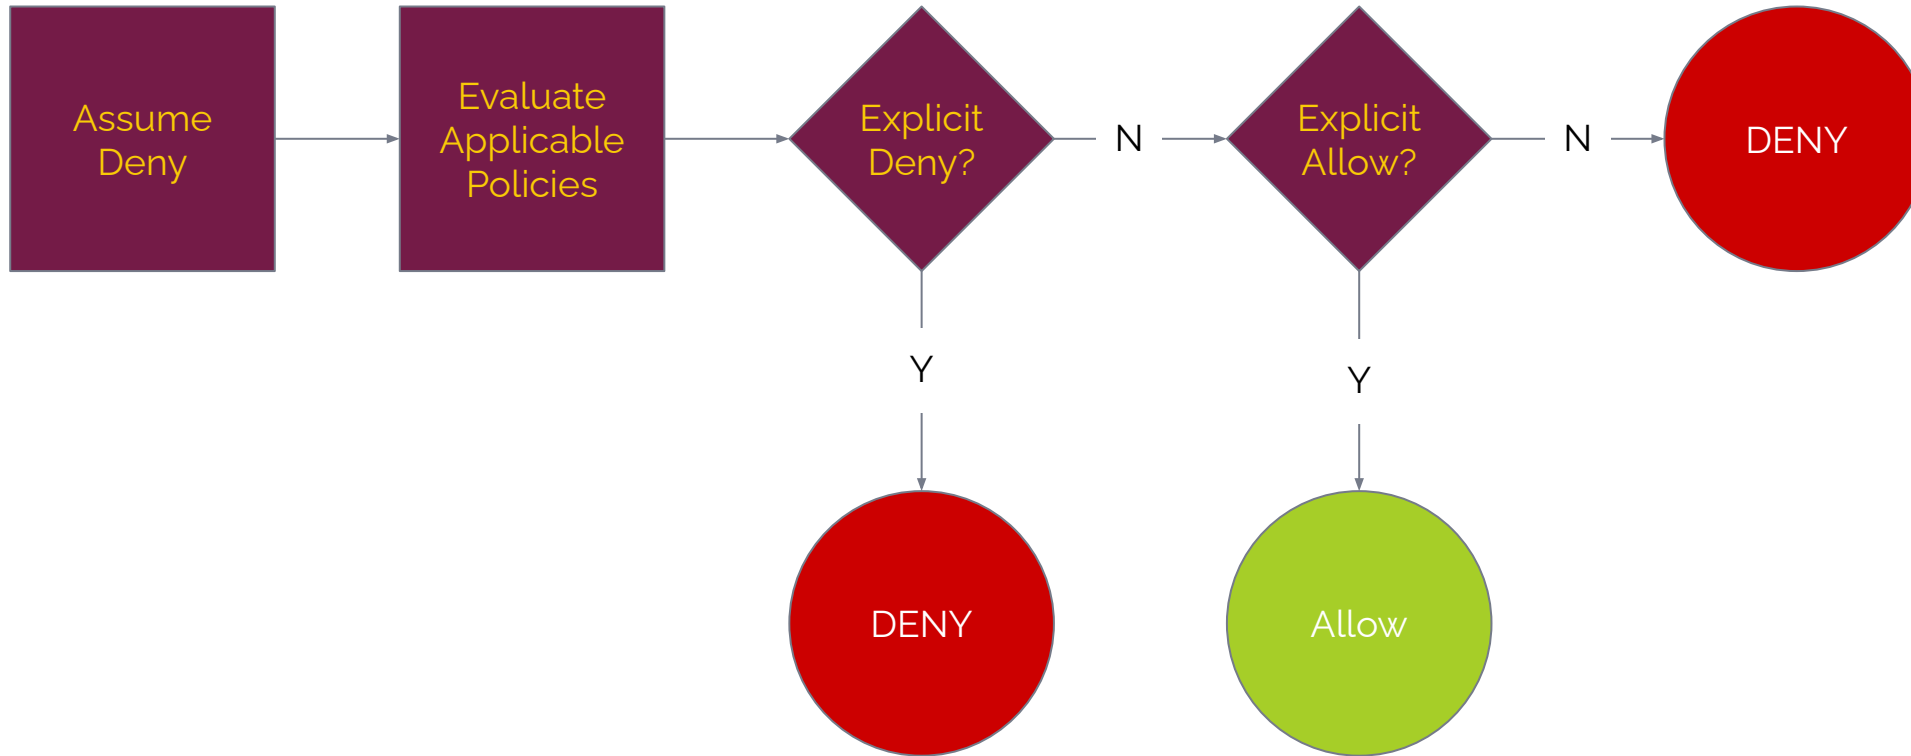 Assume
Deny
Evaluate
Applicable
Policies
Explicit
Deny?
N
Explicit
Allow?
N
DENY
Y
Y
DENY
Allow